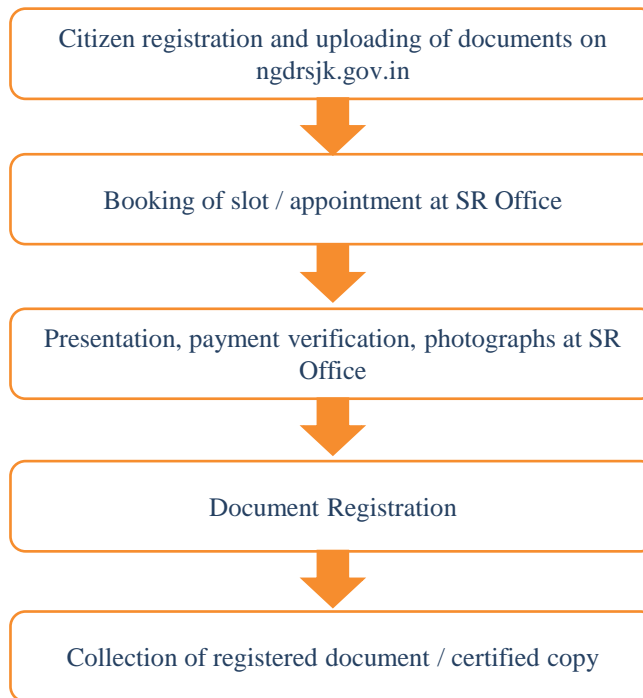 Citizen registration and uploading of documents on
ngdrsjk.gov.in
Booking of slot / appointment at SR Office
Presentation, payment verification, photographs at SR
Office
Document Registration
Collection of registered document / certified copy